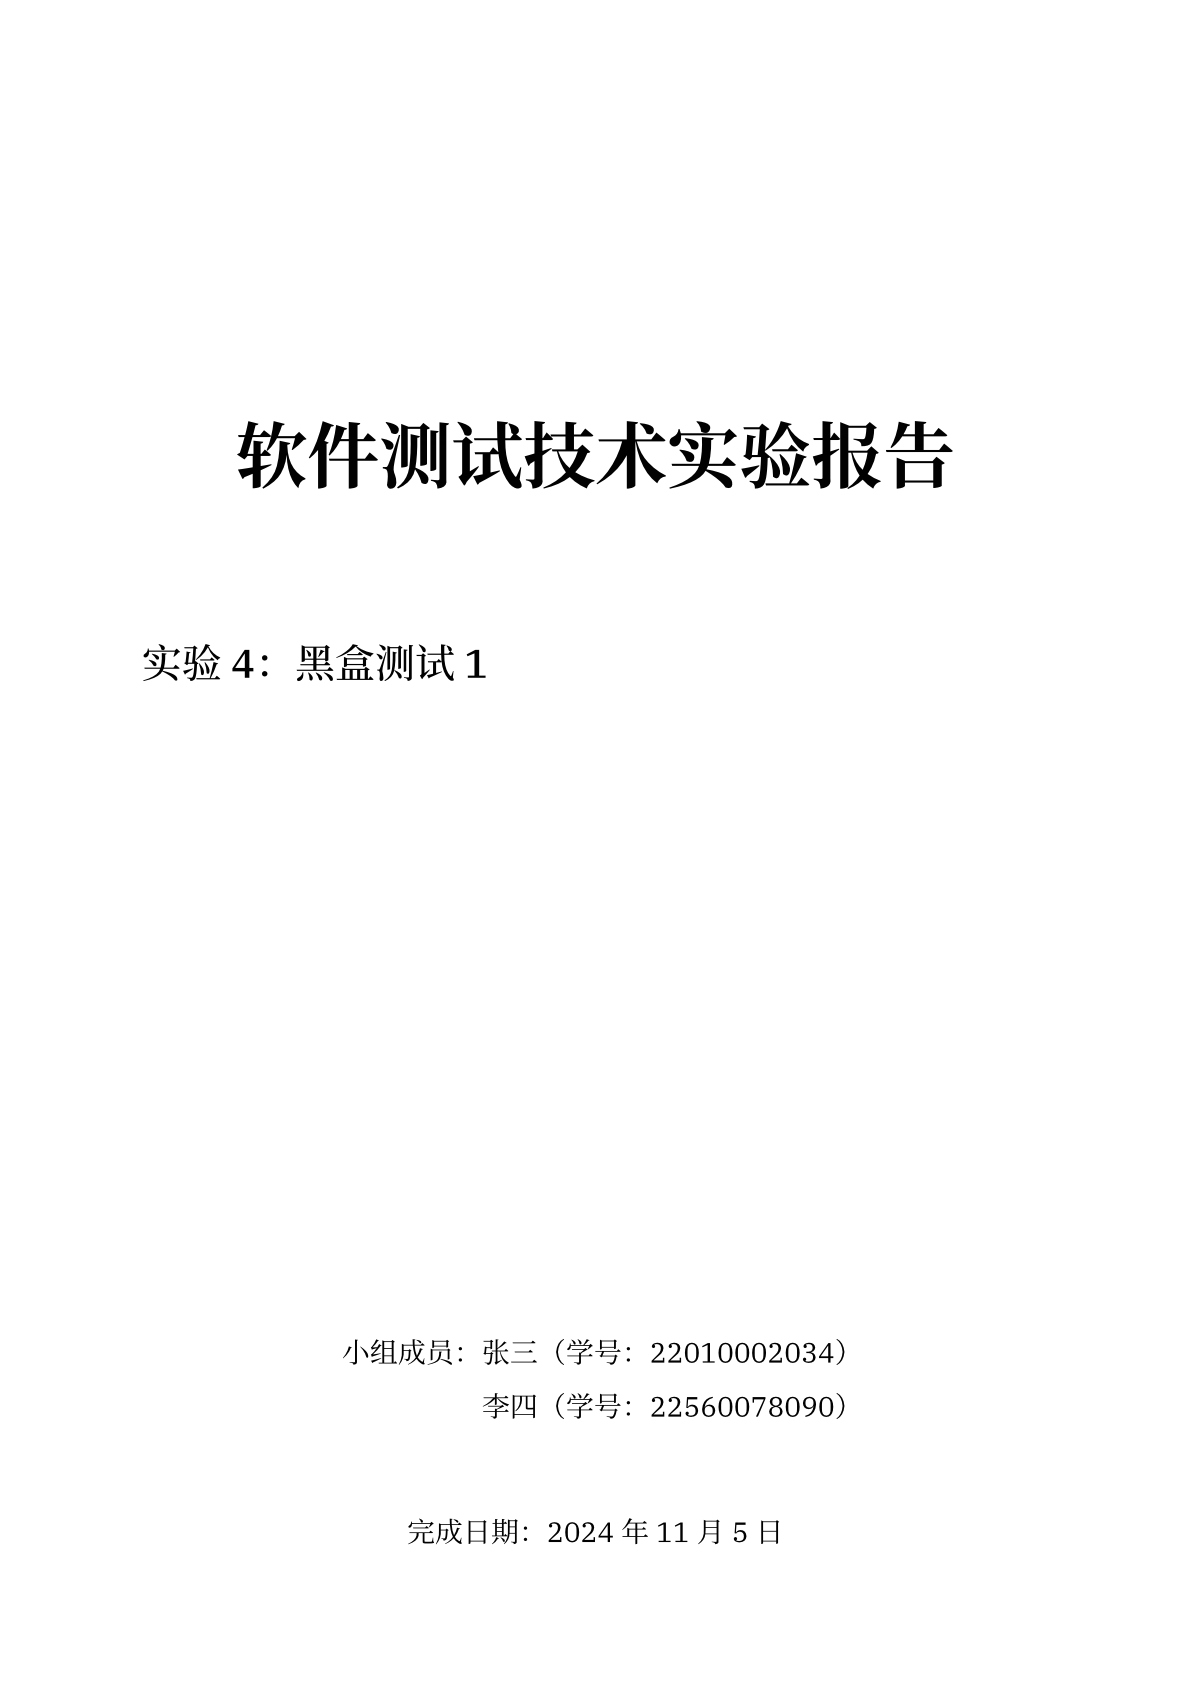 软件测试技术实验报告
实验 4：黑盒测试 1
小组成员：张三（学号：22010002034）
李四（学号：22560078090）
完成日期：2024 年 11 月 5 日